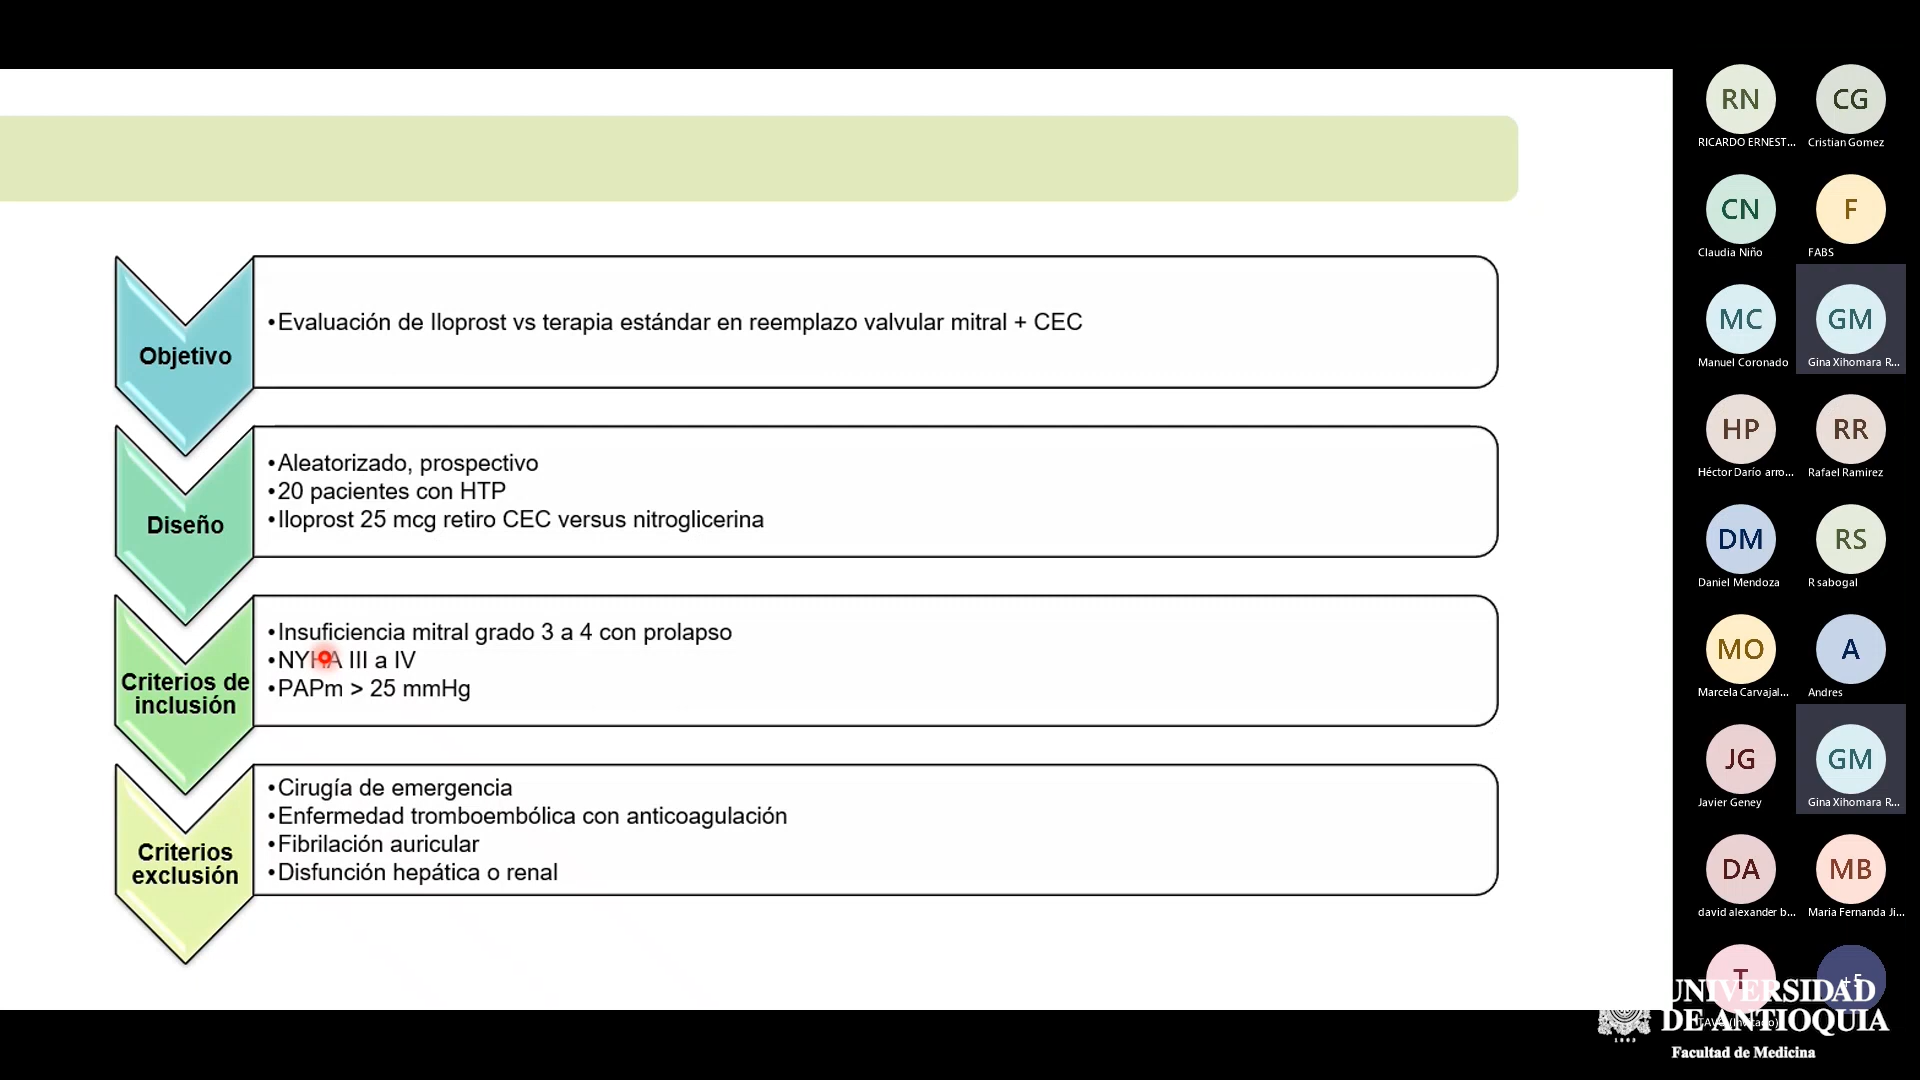 Objetivo
•Evaluación de Iloprost vs terapia estándar en reemplazo valvular mitral + CEC
Diseño
•Aleatorizado, prospectivo
•20 pacientes con HTP
•Iloprost 25 mcg retiro CEC versus nitroglicerina
Criterios de
inclusión
•Insuficiencia mitral grado 3 a 4 con prolapso
•NYHA III a IV
•PAPm > 25 mmHg
Criterios
exclusión
•Cirugía de emergencia
•Enfermedad tromboembólica con anticoagulación
•Fibrilación auricular
•Disfunción hepática o renal
RN
RICARDO ERNEST...
CG
Cristian Gomez
CN
Claudia Niño
F
FABS
MC
Manuel Coronado
GM
Gina Xihomara R...
HP
Héctor Darío arro...
RR
Rafael Ramirez
DM
Daniel Mendoza
RS
R sabogal
MO
Marcela Carvajal...
A
Andres
JG
Javier Geney
GM
Gina Xihomara R...
DA
david alexander b...
MB
Maria Fernanda Ji...
T
+5
UNIVERSIDAD
DE ANTIOQUIA
1803
Facultad de Medicina